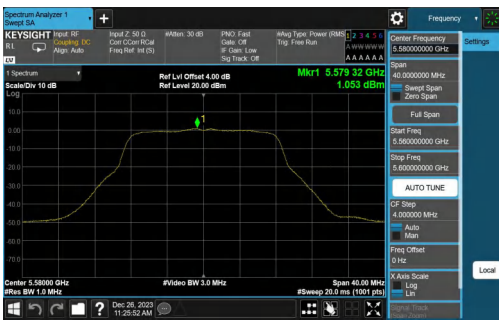 Spectrum Analyzer 1
Swept SA
Frequency
KEYSIGHT
RL
Input: RF
Coupling: DC
Align: Auto
Input Z: 50 Ω
Corr CCorr RCal
Freq Ref: Int (S)
#Atten: 30 dB
PNO: Fast
Gate: Off
IF Gain: Low
Sig Track: Off
#Avg Type: Power (RMS)
Trig: Free Run
1 2 3 4 5 6
A W W W W W
A A A A A A
LV
1 Spectrum
Scale/Div 10 dB
Log
Ref Lvl Offset 4.00 dB
Ref Level 20.00 dBm
Mkr1 5.579 32 GHz
1.053 dBm
1
10.0
0.00
-10.0
-20.0
-30.0
-40.0
-50.0
-60.0
-70.0
Center 5.58000 GHz
#Res BW 1.0 MHz
#Video BW 3.0 MHz
Span 40.00 MHz
#Sweep 20.0 ms (1001 pts)
Dec 26, 2023
11:25:52 AM
Center Frequency
5.580000000 GHz
Settings
Span
40.0000000 MHz
Swept Span
Zero Span
Full Span
Start Freq
5.560000000 GHz
Stop Freq
5.600000000 GHz
AUTO TUNE
CF Step
4.000000 MHz
Auto
Man
Freq Offset
0 Hz
X Axis Scale
Log
Lin
Local
Signal Track